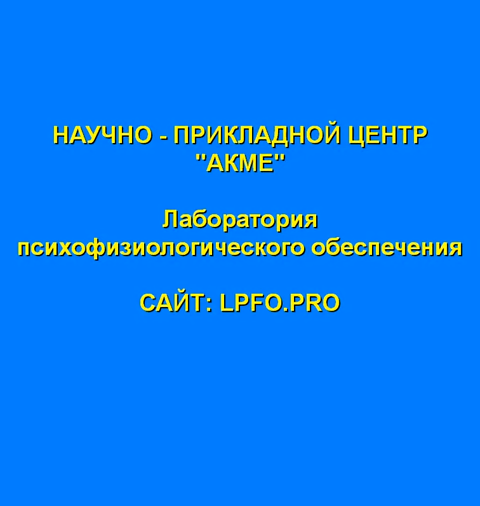 НАУЧНО - ПРИКЛАДНОЙ ЦЕНТР
"АКМЕ"
Лаборатория
психофизиологического обеспечения
САЙТ: LPFO.PRO